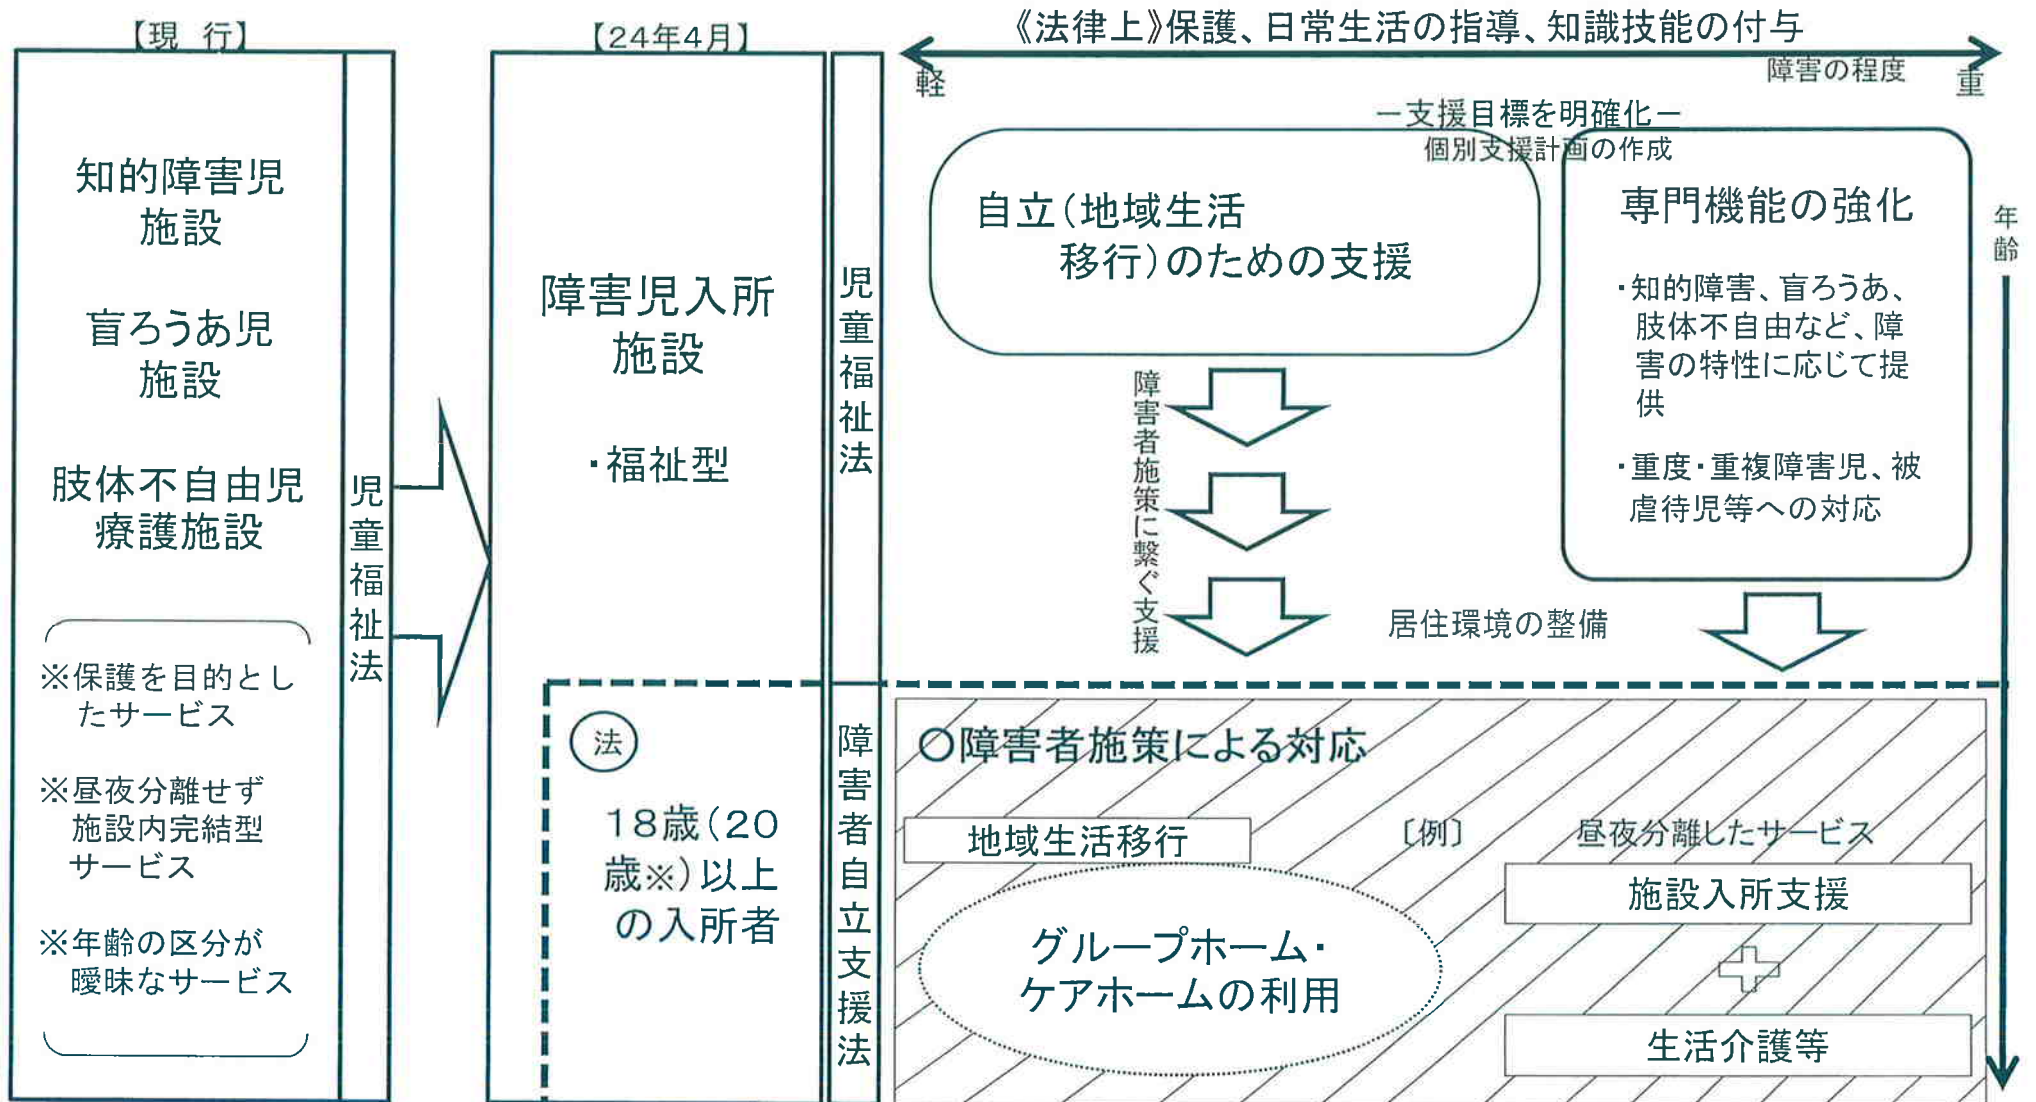 【現 行】
知的障害児
施設
盲ろうあ児
施設
肢体不自由児
療護施設
※保護を目的とし
たサービス
※昼夜分離せず
施設内完結型
サービス
※年齢の区分が
曖昧なサービス
児童福祉法
【24年4月】
障害児入所
施設
・福祉型
児童福祉法
法
18歳(20
歳※)以上
の入所者
障害者自立支援法
《法律上》保護、日常生活の指導、知識技能の付与
軽
障害の程度
重
－支援目標を明確化－
個別支援計画の作成
自立(地域生活
移行)のための支援
専門機能の強化
・知的障害、盲ろうあ、
肢体不自由など、障
害の特性に応じて提
供
・重度・重複障害児、被
虐待児等への対応
年齢
障害者施策に繋ぐ支援
居住環境の整備
○障害者施策による対応
地域生活移行
〔例〕
昼夜分離したサービス
グループホーム・
ケアホームの利用
施設入所支援
生活介護等